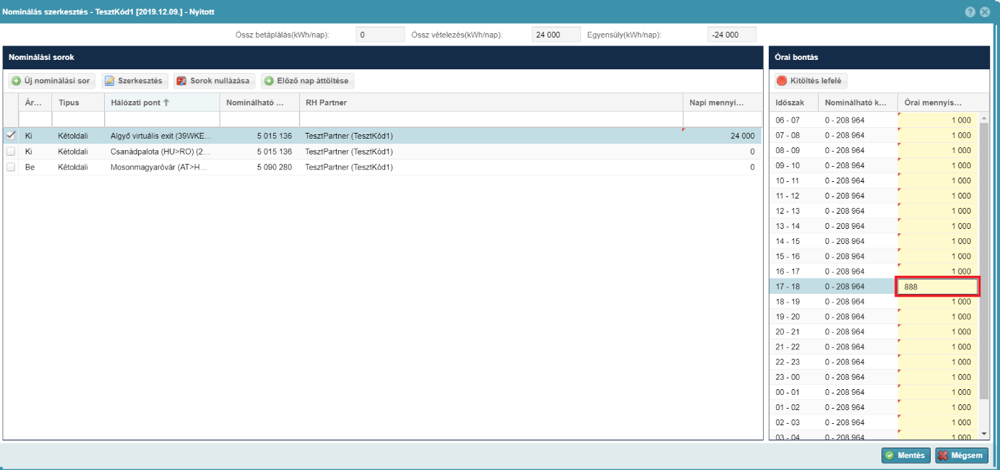 Nominálás szerkesztés - TesztKód1 [2019.12.09.] - Nyitott
Össz betáplálás(kWh/nap): 0 Össz vételezés(kWh/nap): 24 000 Egyensúly(kWh/nap): -24 000
Nominálási sorok
Új nominálási sor Szerkesztés Sorok nullázása Előző nap áttöltése
Ár... Típus Hálózati pont Nominálható ... RH Partner Napi mennyi...
Ki Kétoldali Algyő virtuális exit (39WKE... 5 015 136 TesztPartner (TesztKód1) 24 000
Ki Kétoldali Csanádpalota (HU>RO) (2... 5 015 136 TesztPartner (TesztKód1) 0
Be Kétoldali Mosonmagyaróvár (AT>H... 5 090 280 TesztPartner (TesztKód1) 0
Órai bontás
Kitöltés lefelé
Időszak Nominálható k... Órai mennyis...
06 - 07 0 - 208 964 1 000
07 - 08 0 - 208 964 1 000
08 - 09 0 - 208 964 1 000
09 - 10 0 - 208 964 1 000
10 - 11 0 - 208 964 1 000
11 - 12 0 - 208 964 1 000
12 - 13 0 - 208 964 1 000
13 - 14 0 - 208 964 1 000
14 - 15 0 - 208 964 1 000
15 - 16 0 - 208 964 1 000
16 - 17 0 - 208 964 1 000
17 - 18 0 - 208 964 888
18 - 19 0 - 208 964 1 000
19 - 20 0 - 208 964 1 000
20 - 21 0 - 208 964 1 000
21 - 22 0 - 208 964 1 000
22 - 23 0 - 208 964 1 000
23 - 00 0 - 208 964 1 000
00 - 01 0 - 208 964 1 000
01 - 02 0 - 208 964 1 000
02 - 03 0 - 208 964 1 000
03 - 04 0 - 208 964 1 000
Mentés Mégsem